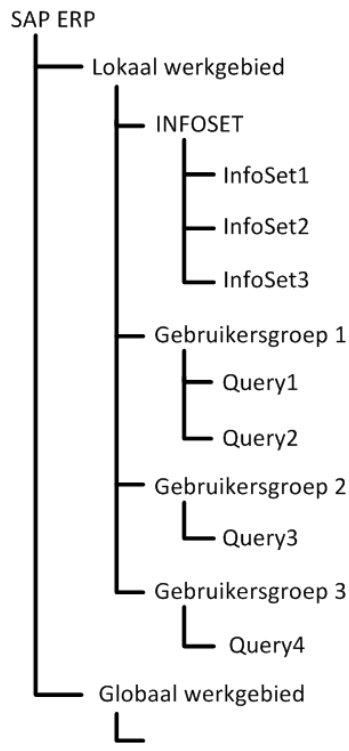 SAP ERP
Lokaal werkgebied
INFOSET
InfoSet1
InfoSet2
InfoSet3
Gebruikersgroep 1
Query1
Query2
Gebruikersgroep 2
Query3
Gebruikersgroep 3
Query4
Globaal werkgebied